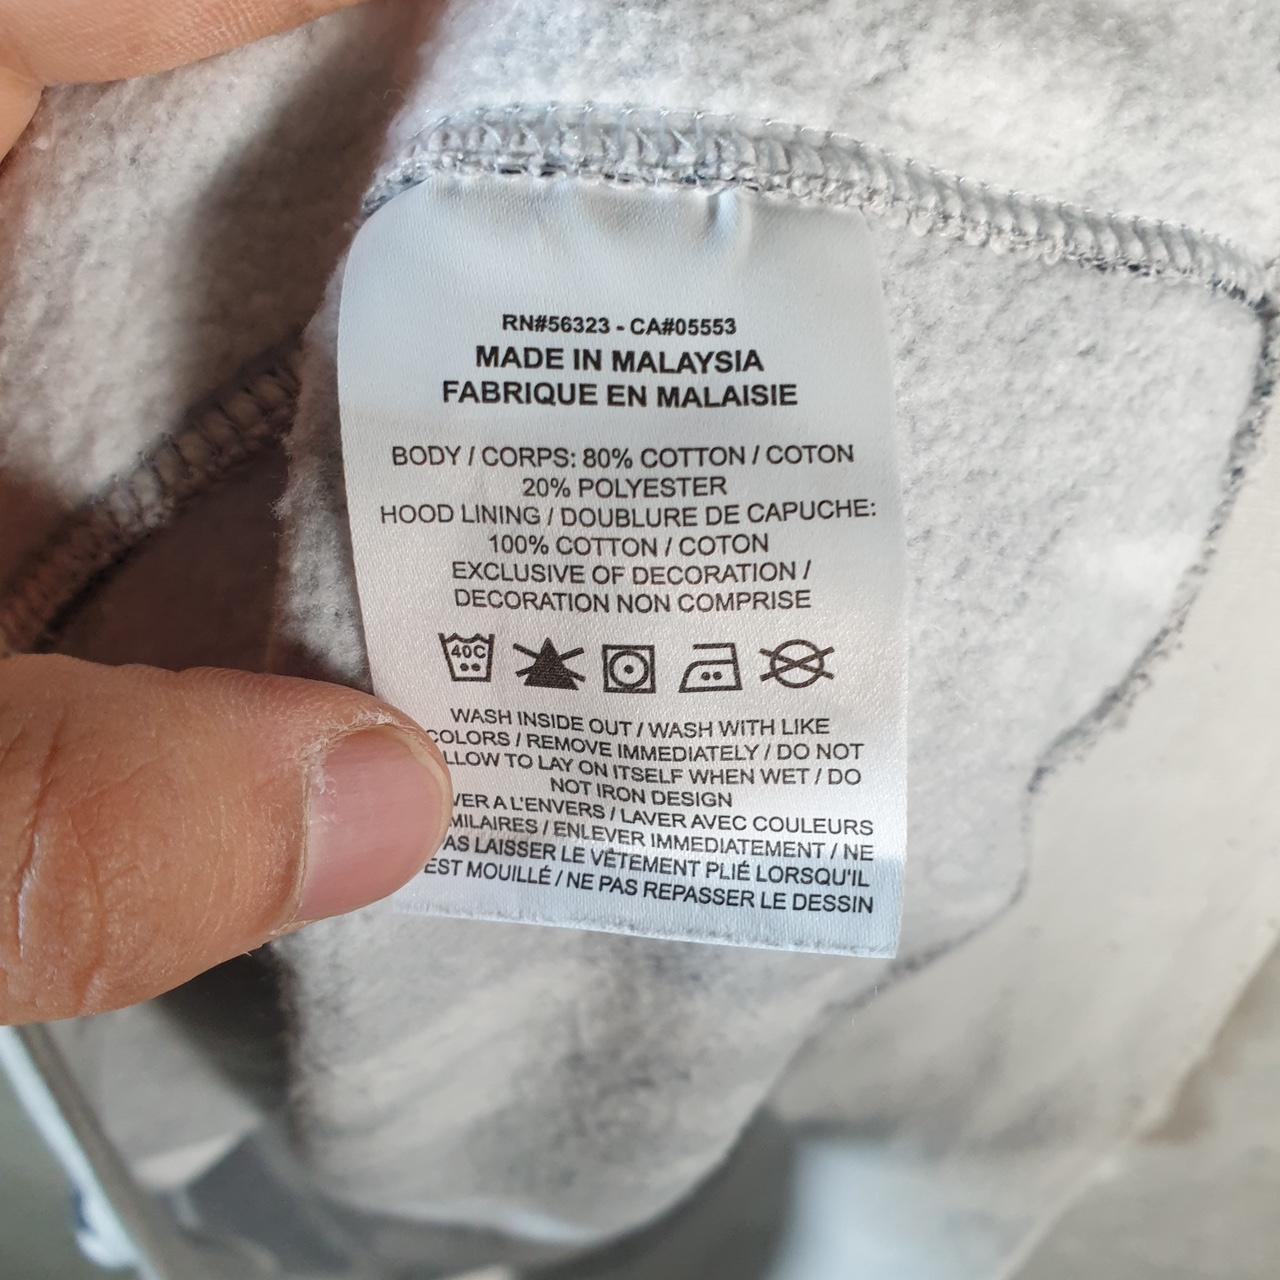 RN#56323 - CA#05553
MADE IN MALAYSIA
FABRIQUE EN MALAISIE
BODY / CORPS: 80% COTTON / COTON
20% POLYESTER
HOOD LINING / DOUBLURE DE CAPUCHE:
100% COTTON / COTON
EXCLUSIVE OF DECORATION /
DECORATION NON COMPRISE
40C
WASH INSIDE OUT / WASH WITH LIKE
COLORS / REMOVE IMMEDIATELY / DO NOT
LLOW TO LAY ON ITSELF WHEN WET / DO
NOT IRON DESIGN
VER A L'ENVERS / LAVER AVEC COULEURS
MILAIRES / ENLEVER IMMEDIATEMENT / NE
PAS LAISSER LE VÊTEMENT PLIÉ LORSQU'IL
EST MOUILLÉ / NE PAS REPASSER LE DESSIN